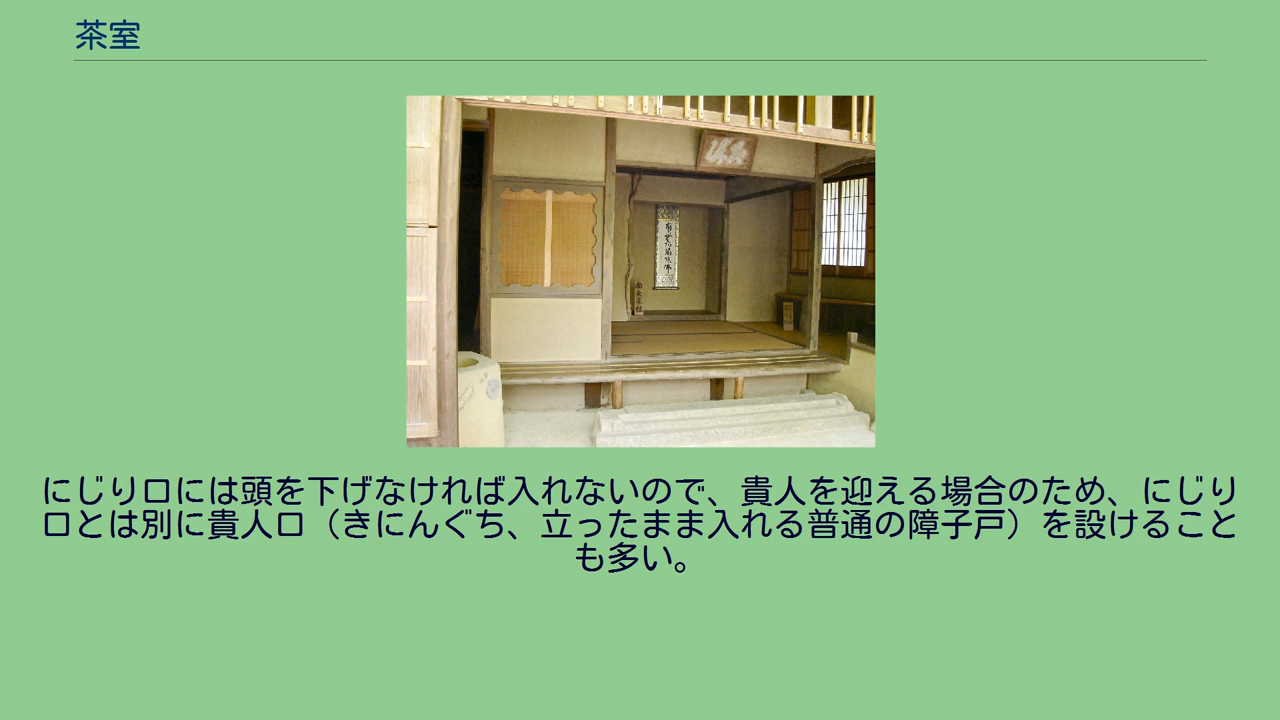 茶室
にじり口には頭を下げなければ入れないので、貴人を迎える場合のため、にじり
口とは別に貴人口（きにんぐち、立ったまま入れる普通の障子戸）を設けること
も多い。